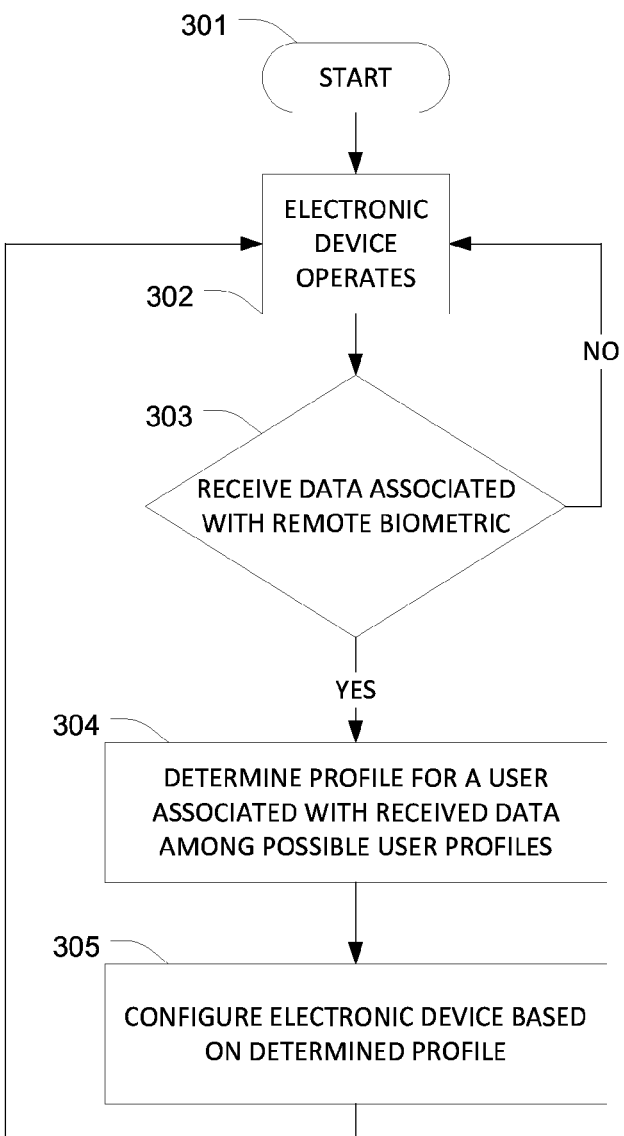 301
START
ELECTRONIC
DEVICE
OPERATES
302
NO
303
RECEIVE DATA ASSOCIATED
WITH REMOTE BIOMETRIC
YES
304
DETERMINE PROFILE FOR A USER
ASSOCIATED WITH RECEIVED DATA
AMONG POSSIBLE USER PROFILES
305
CONFIGURE ELECTRONIC DEVICE BASED
ON DETERMINED PROFILE